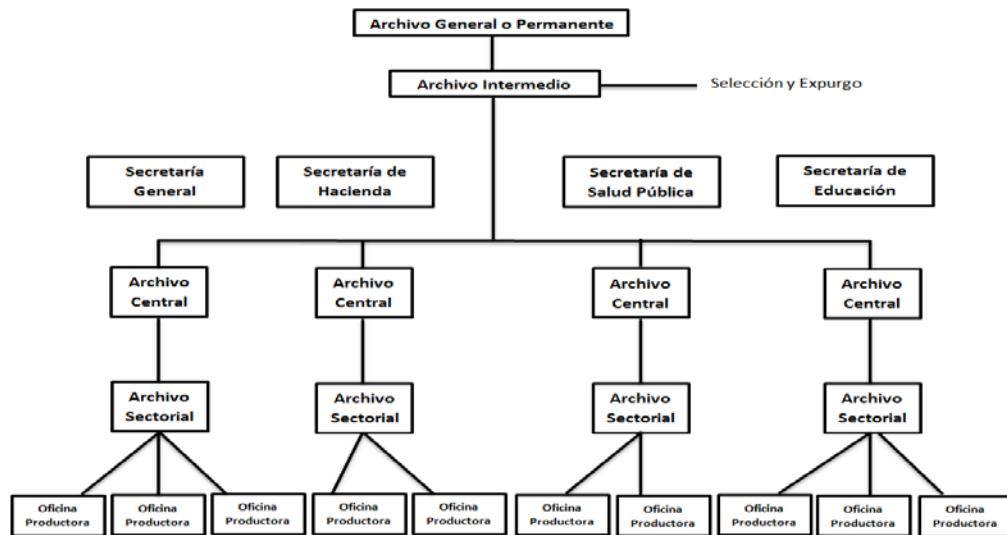 Archivo General o Permanente
Archivo Intermedio
Selección y Expurgo
Secretaría
General
Secretaría de
Hacienda
Secretaría de
Salud Pública
Secretaría de
Educación
Archivo
Central
Archivo
Central
Archivo
Central
Archivo
Central
Archivo
Sectorial
Archivo
Sectorial
Archivo
Sectorial
Archivo
Sectorial
Oficina
Productora
Oficina
Productora
Oficina
Productora
Oficina
Productora
Oficina
Productora
Oficina
Productora
Oficina
Productora
Oficina
Productora
Oficina
Productora
Oficina
Productora